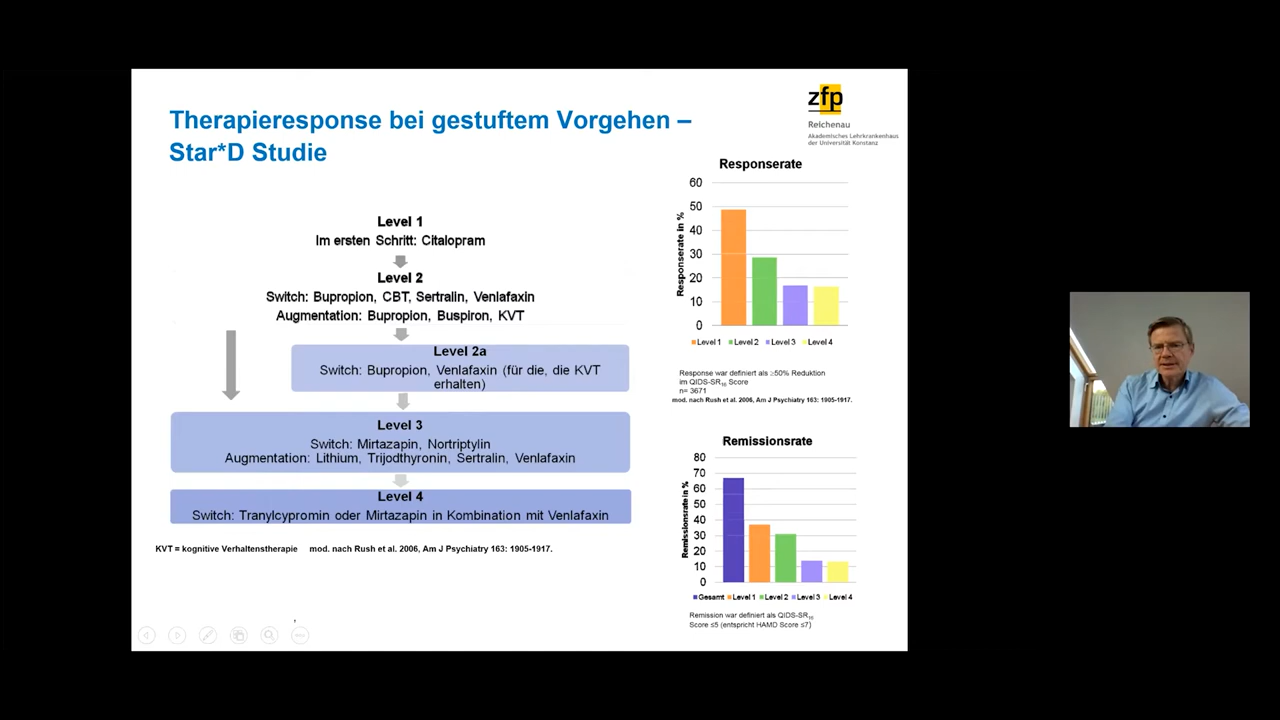 Therapieresponse bei gestuftem Vorgehen –
Star*D Studie
zfp
Reichenau
Akademisches Lehrkrankenhaus
der Universität Konstanz
Level 1
Im ersten Schritt: Citalopram
Level 2
Switch: Bupropion, CBT, Sertralin, Venlafaxin
Augmentation: Bupropion, Buspiron, KVT
Level 2a
Switch: Bupropion, Venlafaxin (für die, die KVT
erhalten)
Level 3
Switch: Mirtazapin, Nortriptylin
Augmentation: Lithium, Trijodthyronin, Sertralin, Venlafaxin
Level 4
Switch: Tranylcypromin oder Mirtazapin in Kombination mit Venlafaxin
KVT = kognitive Verhaltenstherapie mod. nach Rush et al. 2006, Am J Psychiatry 163: 1905-1917.
Responserate
Responserate in %
60
50
40
30
20
10
0
Level 1 Level 2 Level 3 Level 4
Response war definiert als ≥50% Reduktion
im QIDS-SR16 Score
n= 3671
mod. nach Rush et al. 2006, Am J Psychiatry 163: 1905-1917.
Remissionsrate
Remissionsrate in %
80
70
60
50
40
30
20
10
0
Gesamt Level 1 Level 2 Level 3 Level 4
Remission war definiert als QIDS-SR16
Score ≤5 (entspricht HAMD Score ≤7)